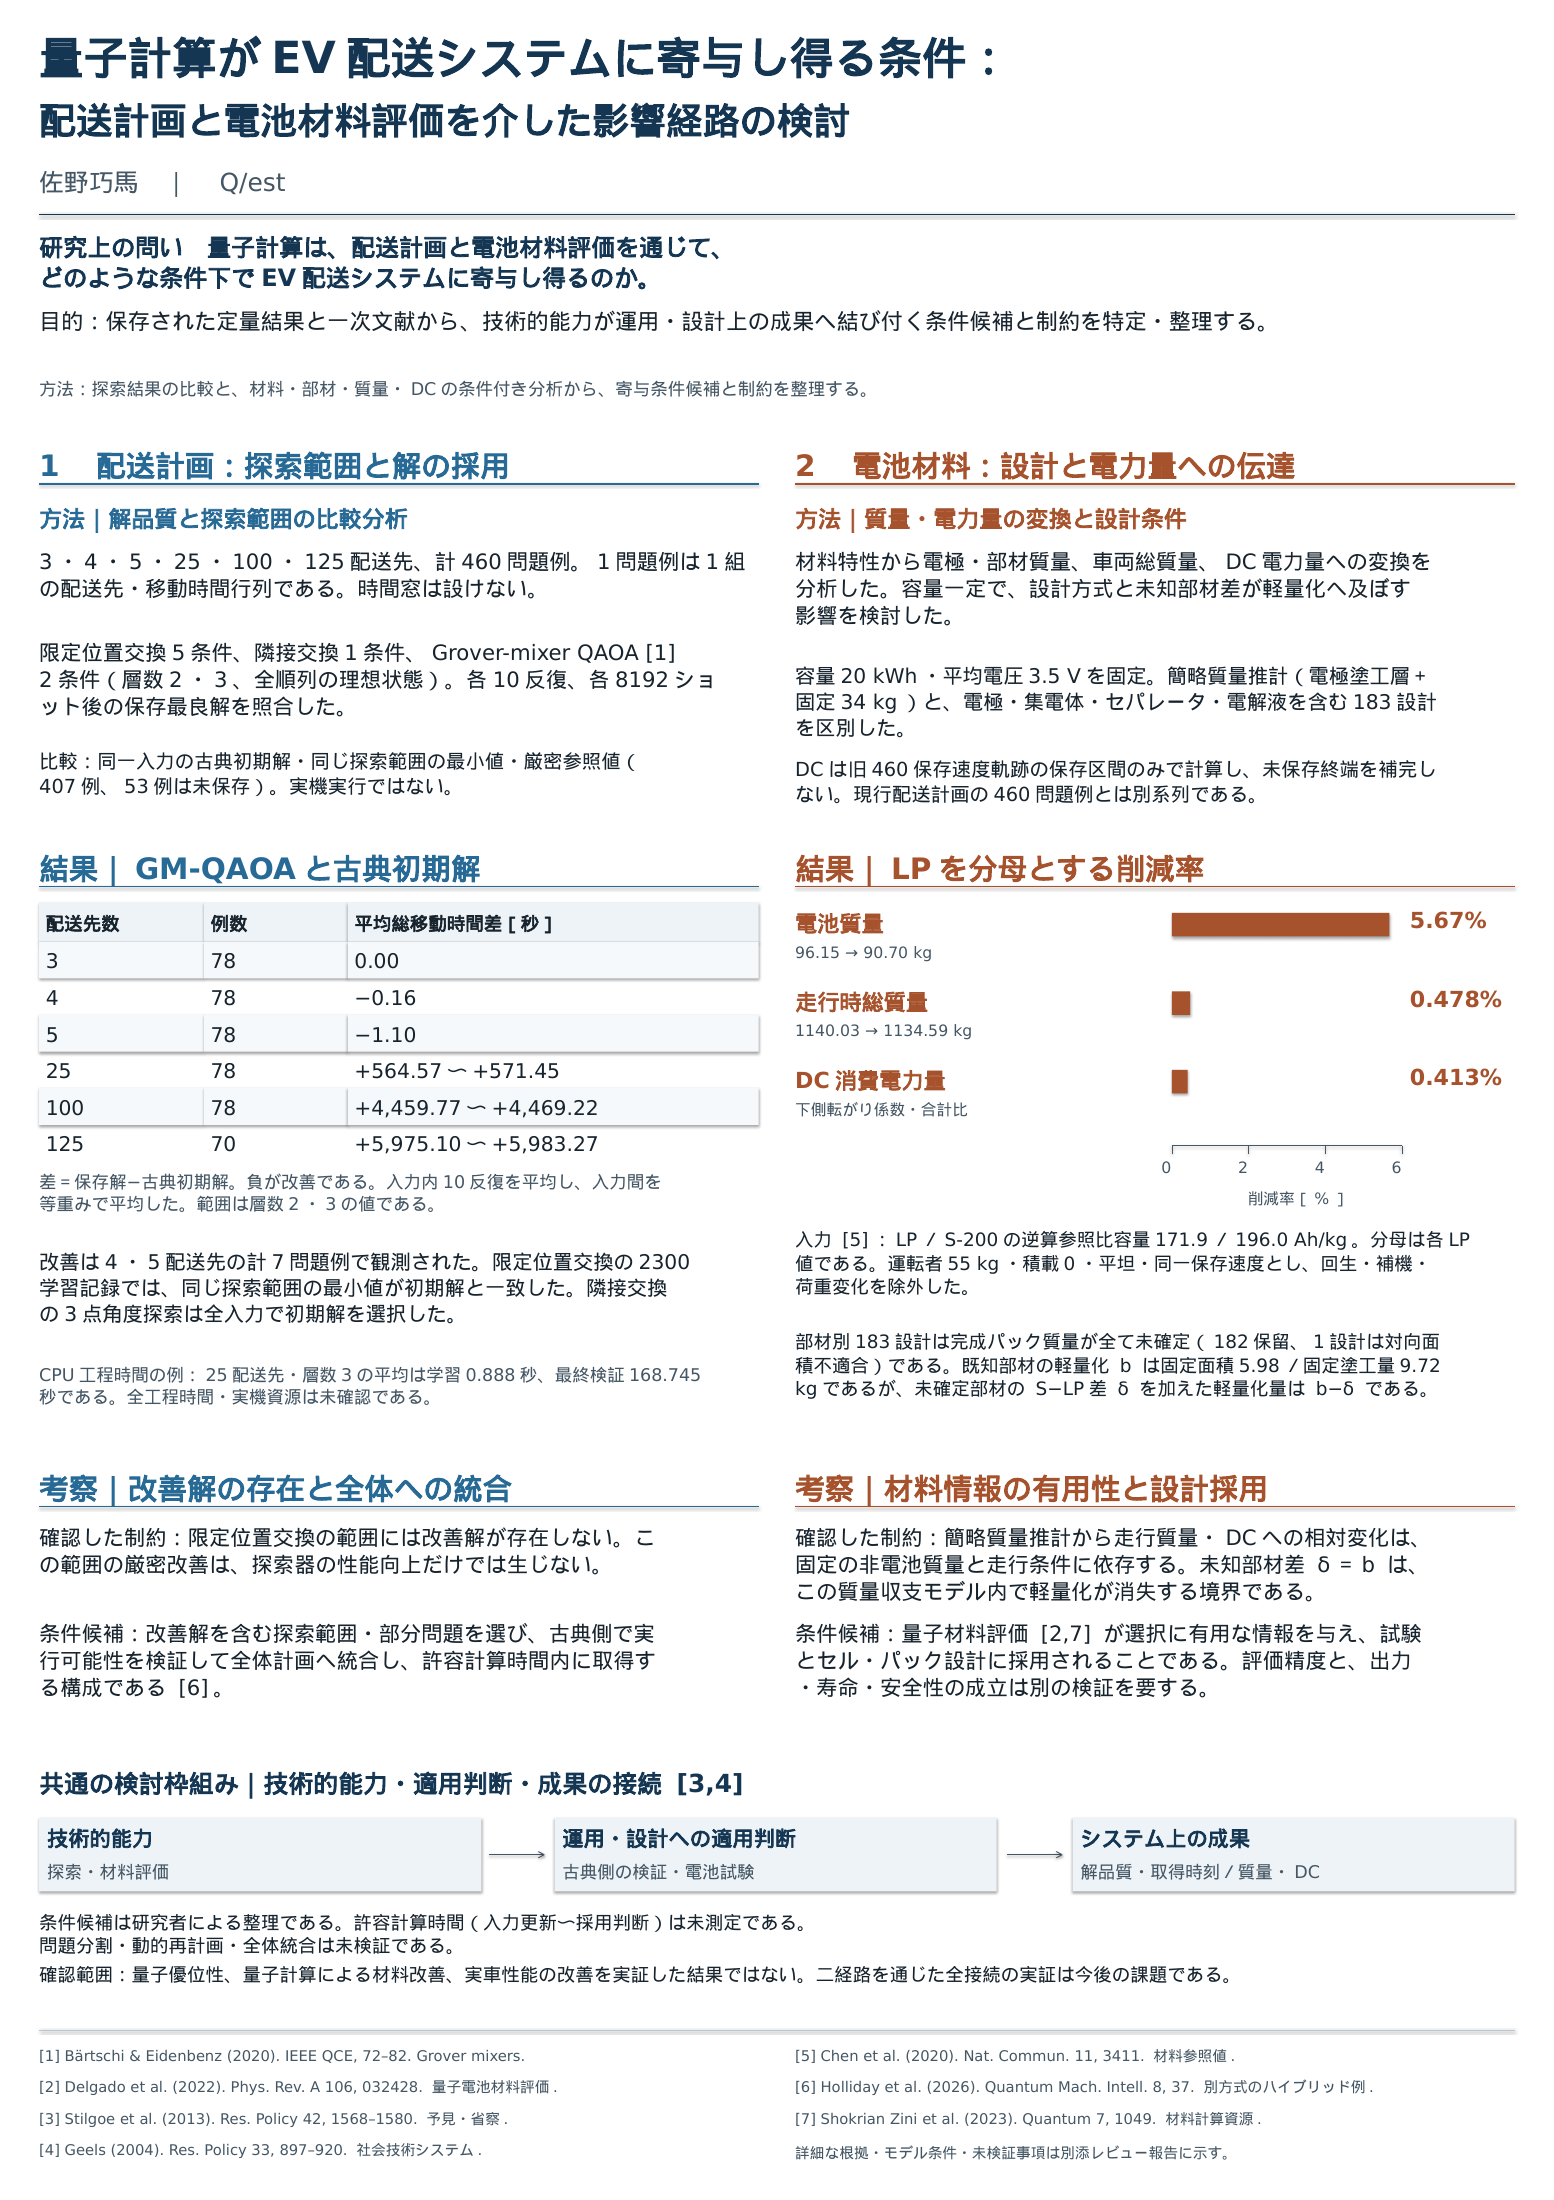 量子計算が EV 配送システムに寄与し得る条件：
配送計画と電池材料評価を介した影響経路の検討
佐野巧馬　|　Q/est
研究上の問い　量子計算は、配送計画と電池材料評価を通じて、
どのような条件下で EV 配送システムに寄与し得るのか。
目的：保存された定量結果と一次文献から、技術的能力が運用・設計上の成果へ結び付く条件候補と制約を特定・整理する。
方法：探索結果の比較と、材料・部材・質量・ DC の条件付き分析から、寄与条件候補と制約を整理する。
1　配送計画：探索範囲と解の採用
方法｜解品質と探索範囲の比較分析
3 ・ 4 ・ 5 ・ 25 ・ 100 ・ 125 配送先、計 460 問題例。 1 問題例は 1 組
の配送先・移動時間行列である。時間窓は設けない。
限定位置交換 5 条件、隣接交換 1 条件、 Grover-mixer QAOA [1]
2 条件（層数 2 ・ 3 、全順列の理想状態）。各 10 反復、各 8192 ショ
ット後の保存最良解を照合した。
比較：同一入力の古典初期解・同じ探索範囲の最小値・厳密参照値（
407 例、 53 例は未保存）。実機実行ではない。
結果｜ GM-QAOA と古典初期解
配送先数　例数　平均総移動時間差 [ 秒 ]
3　78　0.00
4　78　−0.16
5　78　−1.10
25　78　+564.57 〜 +571.45
100　78　+4,459.77 〜 +4,469.22
125　70　+5,975.10 〜 +5,983.27
差 = 保存解−古典初期解。負が改善である。入力内 10 反復を平均し、入力間を
等重みで平均した。範囲は層数 2 ・ 3 の値である。
改善は 4 ・ 5 配送先の計 7 問題例で観測された。限定位置交換の 2300
学習記録では、同じ探索範囲の最小値が初期解と一致した。隣接交換
の 3 点角度探索は全入力で初期解を選択した。
CPU 工程時間の例： 25 配送先・層数 3 の平均は学習 0.888 秒、最終検証 168.745
秒である。全工程時間・実機資源は未確認である。
考察｜改善解の存在と全体への統合
確認した制約：限定位置交換の範囲には改善解が存在しない。こ
の範囲の厳密改善は、探索器の性能向上だけでは生じない。
条件候補：改善解を含む探索範囲・部分問題を選び、古典側で実
行可能性を検証して全体計画へ統合し、許容計算時間内に取得す
る構成である [6] 。
2　電池材料：設計と電力量への伝達
方法｜質量・電力量の変換と設計条件
材料特性から電極・部材質量、車両総質量、 DC 電力量への変換を
分析した。容量一定で、設計方式と未知部材差が軽量化へ及ぼす
影響を検討した。
容量 20 kWh ・平均電圧 3.5 V を固定。簡略質量推計（電極塗工層 +
固定 34 kg ）と、電極・集電体・セパレータ・電解液を含む 183 設計
を区別した。
DC は旧 460 保存速度軌跡の保存区間のみで計算し、未保存終端を補完し
ない。現行配送計画の 460 問題例とは別系列である。
結果｜ LP を分母とする削減率
電池質量　5.67%
96.15 → 90.70 kg
走行時総質量　0.478%
1140.03 → 1134.59 kg
DC 消費電力量　0.413%
下側転がり係数・合計比
0　2　4　6
削減率 [ % ]
入力 [5] ： LP / S-200 の逆算参照比容量 171.9 / 196.0 Ah/kg 。分母は各 LP
値である。運転者 55 kg ・積載 0 ・平坦・同一保存速度とし、回生・補機・
荷重変化を除外した。
部材別 183 設計は完成パック質量が全て未確定（ 182 保留、 1 設計は対向面
積不適合）である。既知部材の軽量化 b は固定面積 5.98 / 固定塗工量 9.72
kg であるが、未確定部材の S−LP 差 δ を加えた軽量化量は b−δ である。
考察｜材料情報の有用性と設計採用
確認した制約：簡略質量推計から走行質量・ DC への相対変化は、
固定の非電池質量と走行条件に依存する。未知部材差 δ = b は、
この質量収支モデル内で軽量化が消失する境界である。
条件候補：量子材料評価 [2,7] が選択に有用な情報を与え、試験
とセル・パック設計に採用されることである。評価精度と、出力
・寿命・安全性の成立は別の検証を要する。
共通の検討枠組み｜技術的能力・適用判断・成果の接続 [3,4]
技術的能力
探索・材料評価
運用・設計への適用判断
古典側の検証・電池試験
システム上の成果
解品質・取得時刻 / 質量・ DC
条件候補は研究者による整理である。許容計算時間（入力更新〜採用判断）は未測定である。
問題分割・動的再計画・全体統合は未検証である。
確認範囲：量子優位性、量子計算による材料改善、実車性能の改善を実証した結果ではない。二経路を通じた全接続の実証は今後の課題である。
[1] Bärtschi & Eidenbenz (2020). IEEE QCE, 72–82. Grover mixers.
[2] Delgado et al. (2022). Phys. Rev. A 106, 032428. 量子電池材料評価 .
[3] Stilgoe et al. (2013). Res. Policy 42, 1568–1580. 予見・省察 .
[4] Geels (2004). Res. Policy 33, 897–920. 社会技術システム .
[5] Chen et al. (2020). Nat. Commun. 11, 3411. 材料参照値 .
[6] Holliday et al. (2026). Quantum Mach. Intell. 8, 37. 別方式のハイブリッド例 .
[7] Shokrian Zini et al. (2023). Quantum 7, 1049. 材料計算資源 .
詳細な根拠・モデル条件・未検証事項は別添レビュー報告に示す。